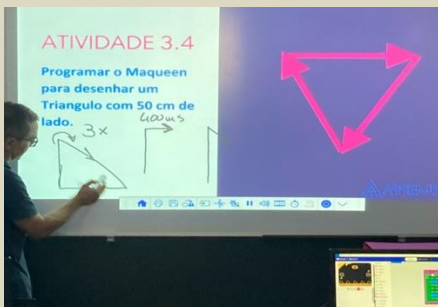 ATIVIDADE 3.4
Programar o Maqueen
para desenhar um
Triangulo com 50 cm de
lado.
3x
400ms